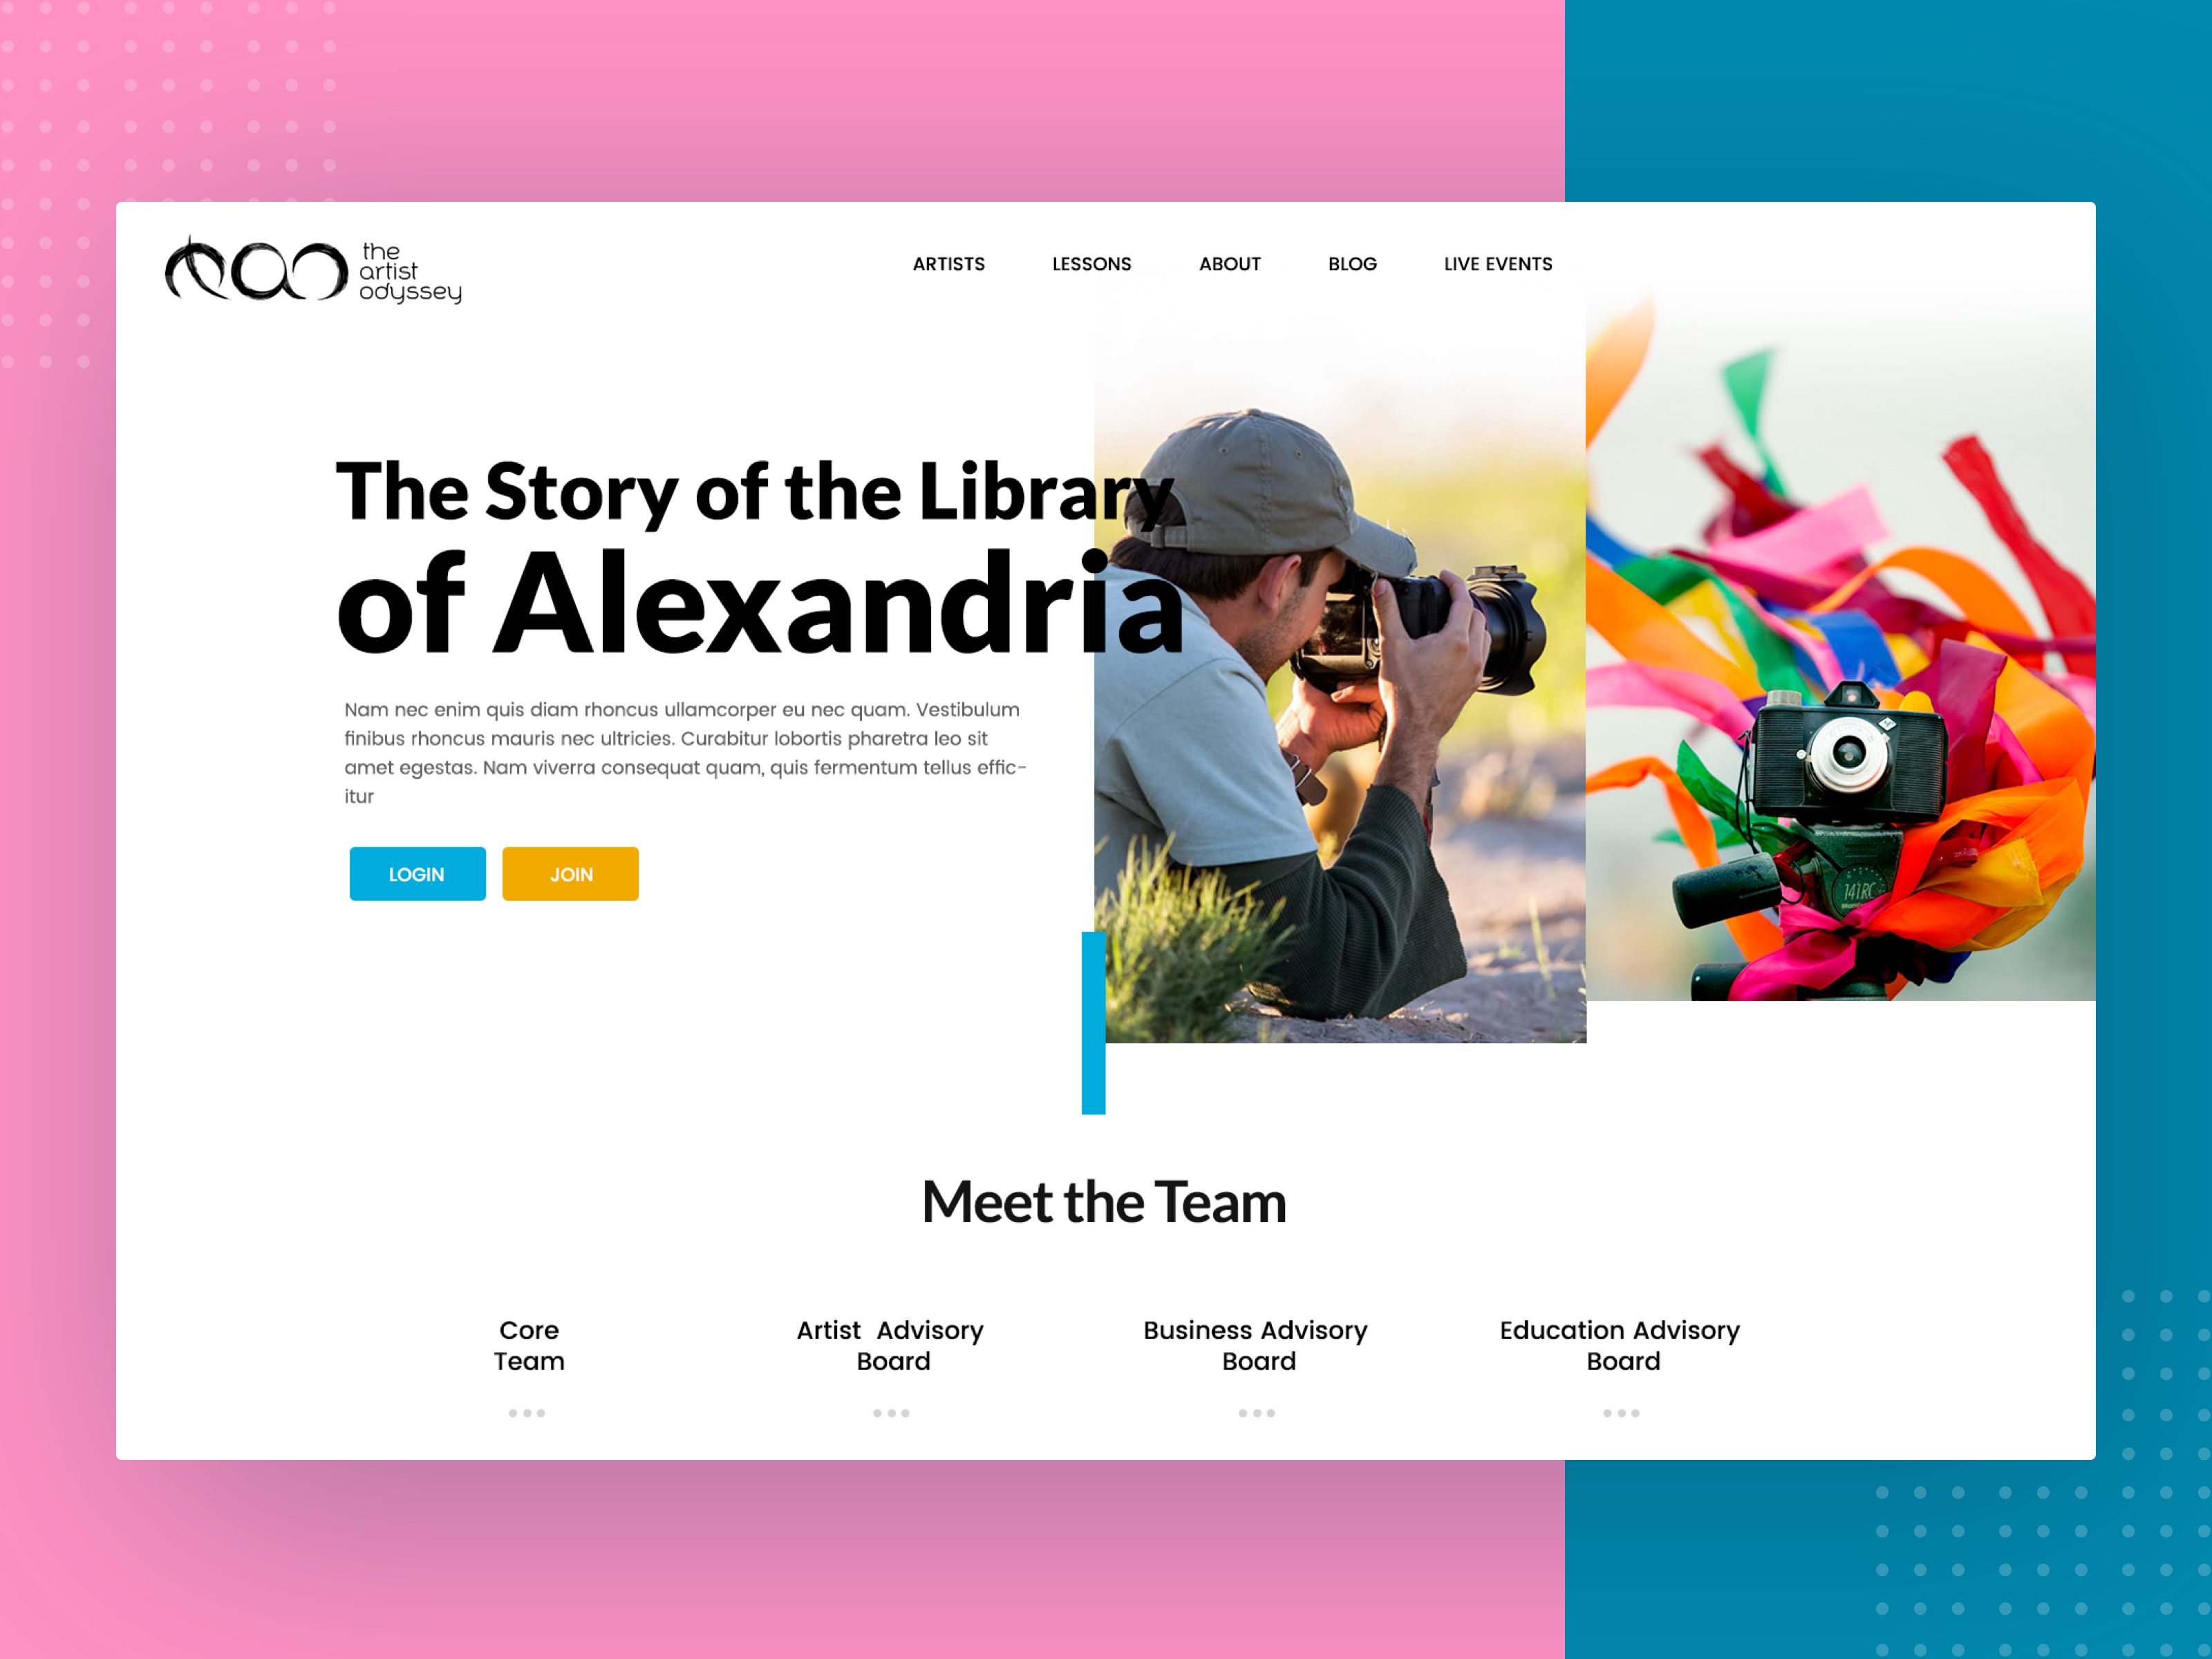 the
artist
odyssey
ARTISTS LESSONS ABOUT BLOG LIVE EVENTS
The Story of the Library
of Alexandria
Nam nec enim quis diam rhoncus ullamcorper eu nec quam. Vestibulum
finibus rhoncus mauris nec ultricies. Curabitur lobortis pharetra leo sit
amet egestas. Nam viverra consequat quam, quis fermentum tellus effic-
itur
LOGIN JOIN
141RC
Meet the Team
Core
Team
Artist  Advisory
Board
Business Advisory
Board
Education Advisory
Board